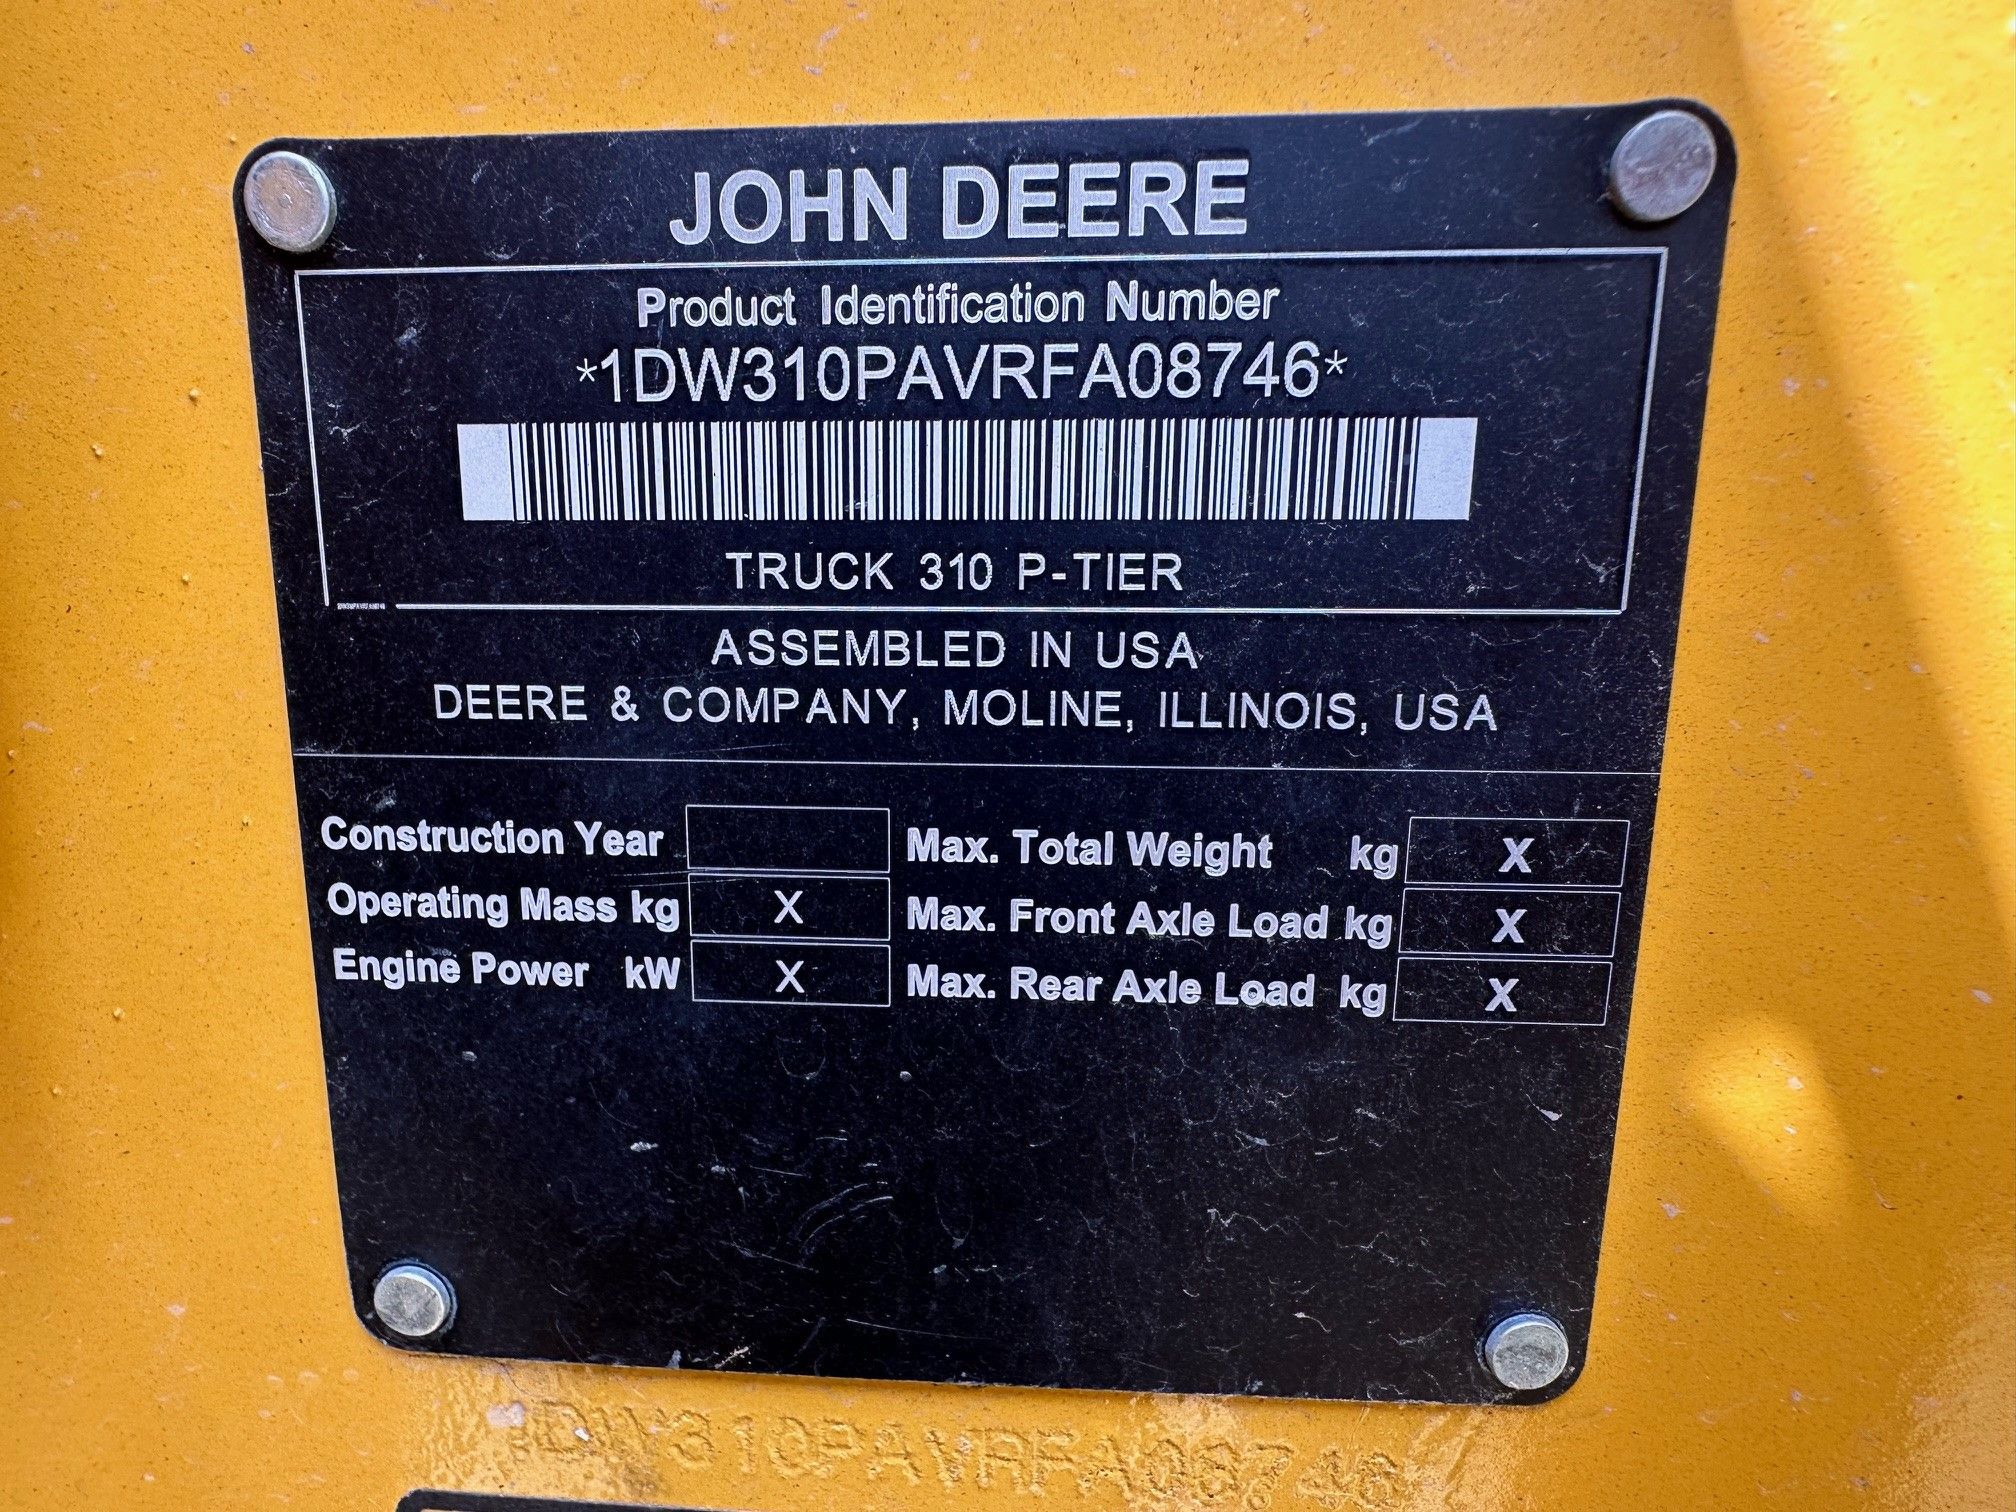 JOHN DEERE
Product Identification Number
*1DW310PAVRFA08746*
TRUCK 310 P-TIER
1DW310PAVRFA08746
ASSEMBLED IN USA
DEERE & COMPANY, MOLINE, ILLINOIS, USA
Construction Year
Operating Mass kg X
Engine Power kW X
Max. Total Weight kg X
Max. Front Axle Load kg X
Max. Rear Axle Load kg X
1DW310PAVRFA08746